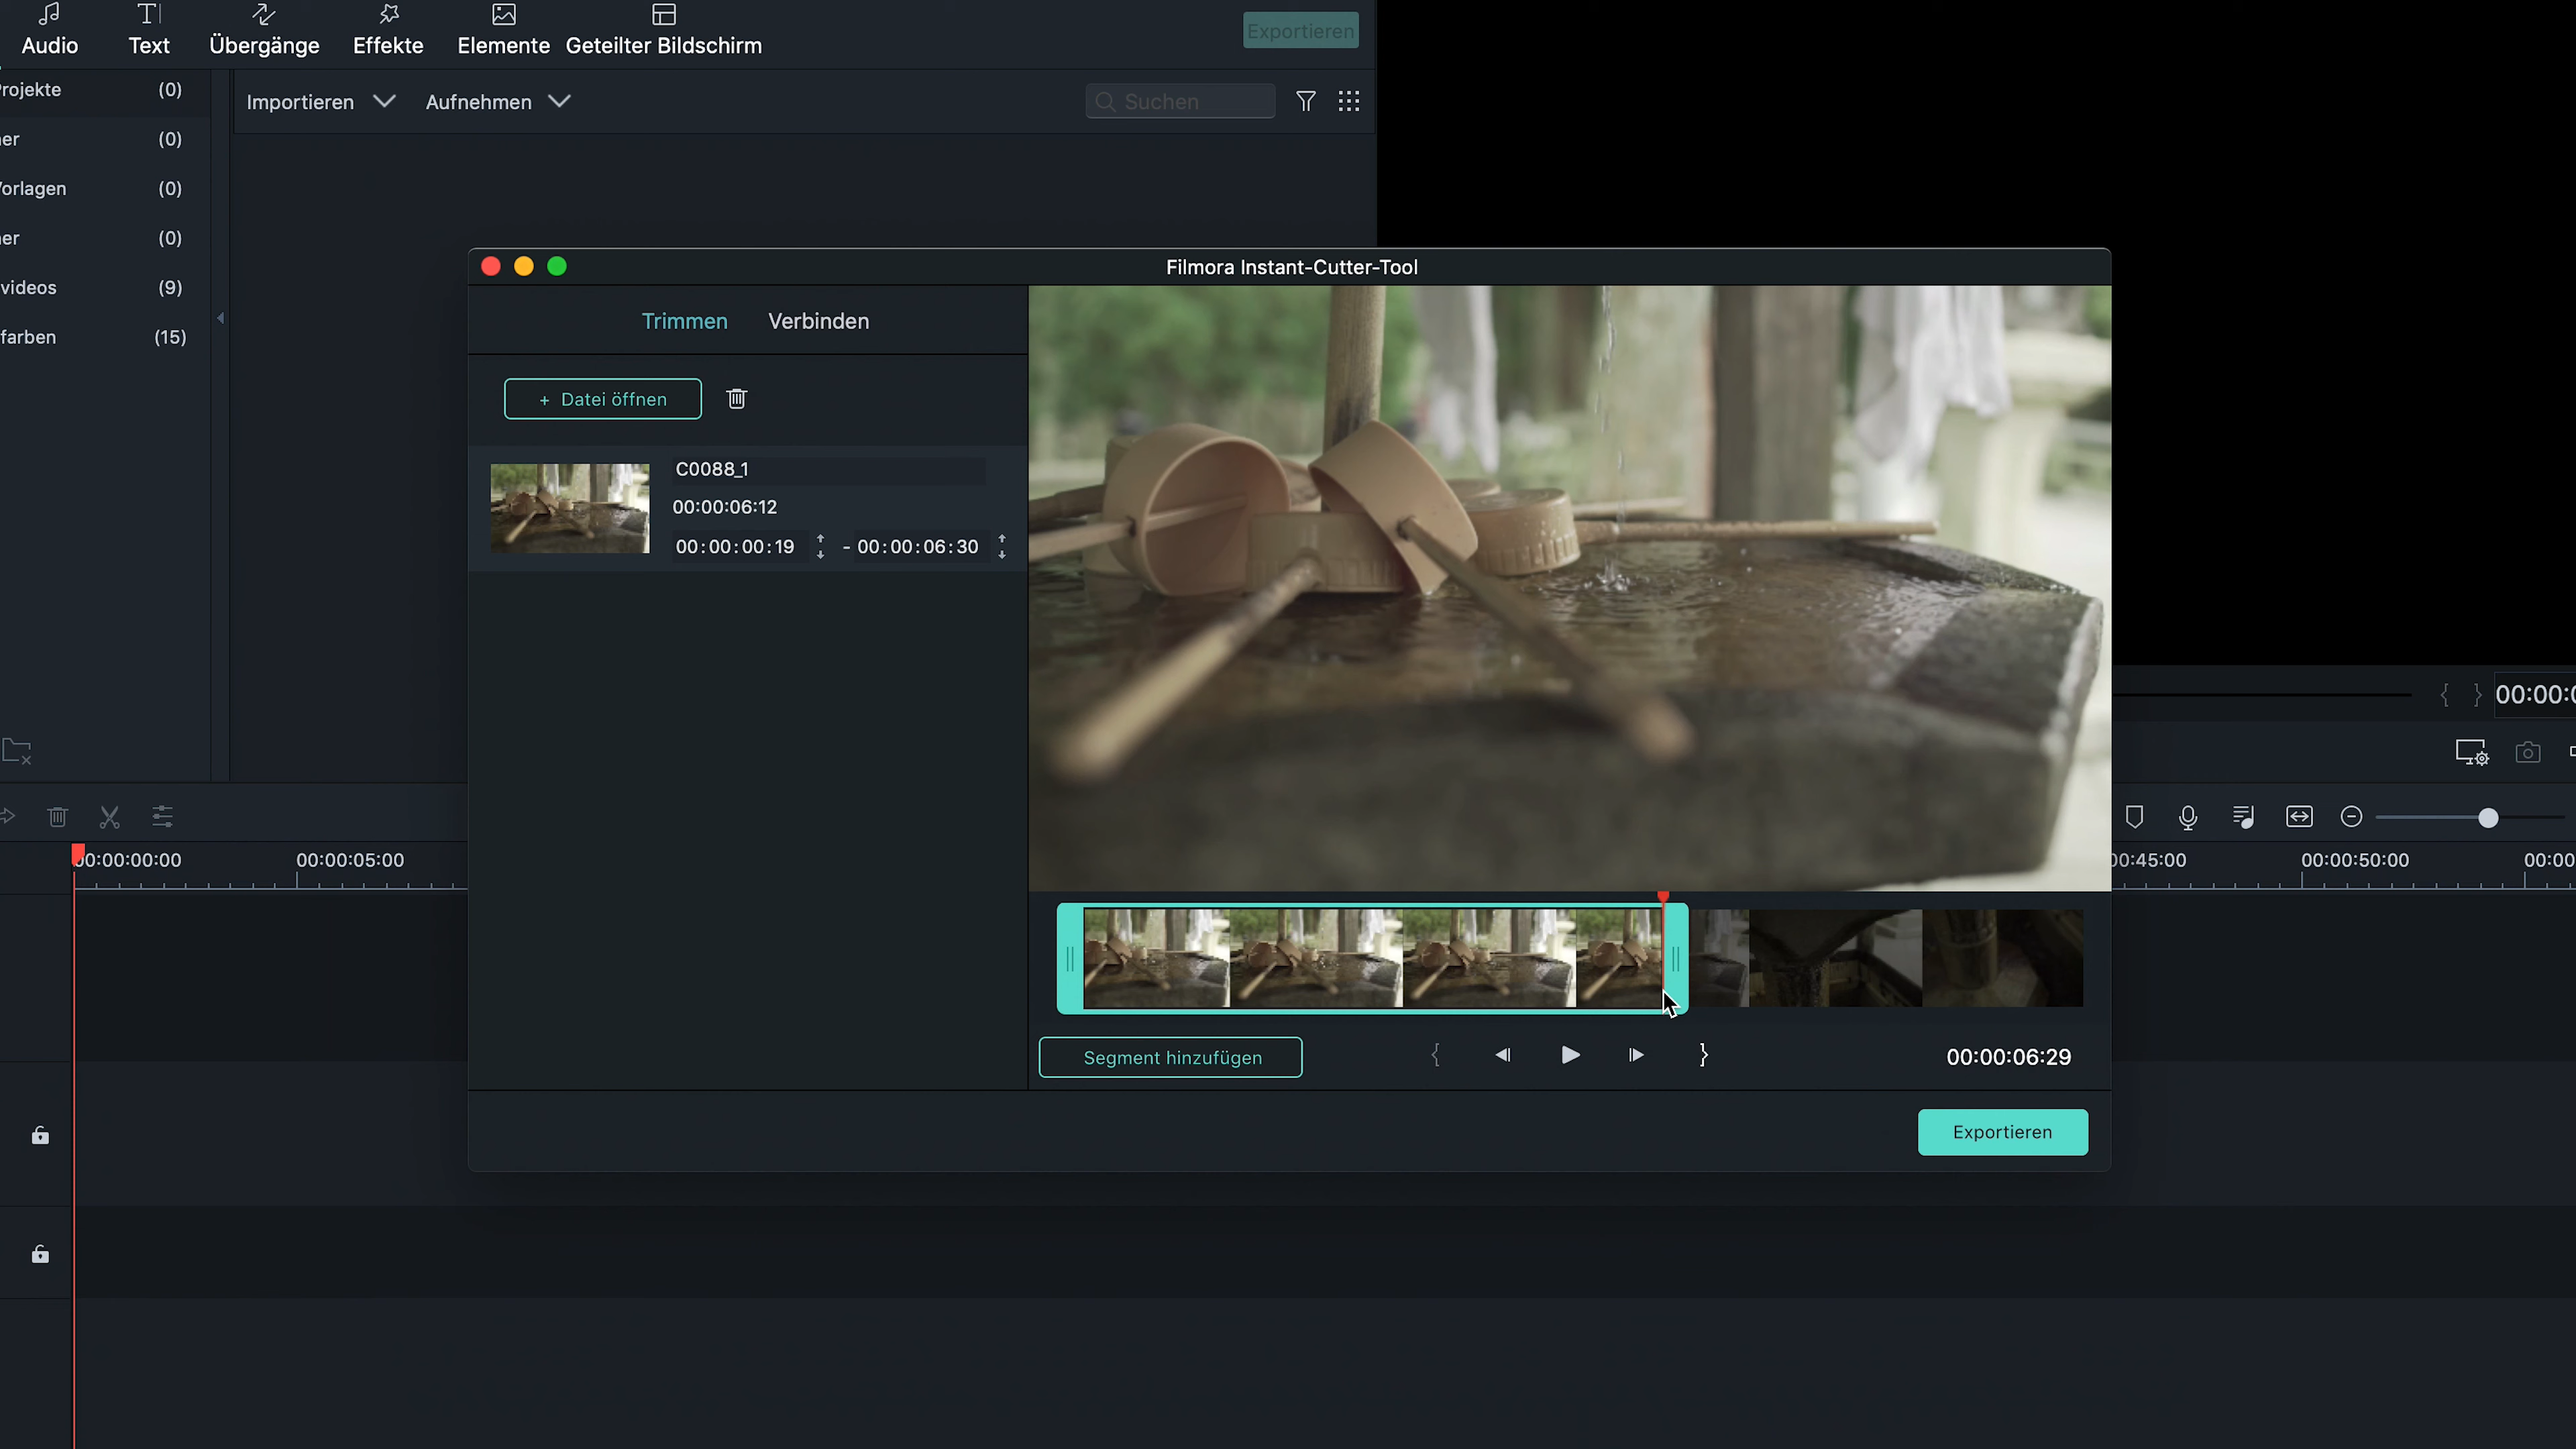 Audio
Text
Übergänge
Effekte
Elemente
Geteilter Bildschirm
Exportieren
rojekte (0)
er (0)
orlagen (0)
er (0)
videos (9)
farben (15)
Importieren
Aufnehmen
Suchen
Filmora Instant-Cutter-Tool
Trimmen
Verbinden
+ Datei öffnen
C0088_1
00:00:06:12
00:00:00:19 - 00:00:06:30
00:00:0
00:00:00:00
00:00:05:00
00:45:00
00:00:50:00
00:00
Segment hinzufügen
{ }
00:00:06:29
Exportieren